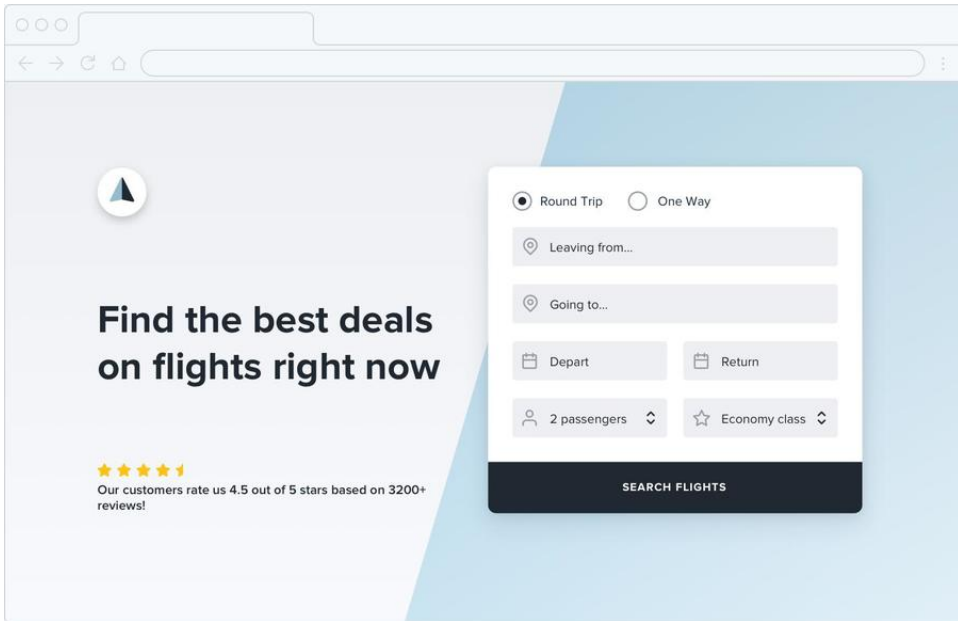 Find the best deals
on flights right now
Our customers rate us 4.5 out of 5 stars based on 3200+
reviews!
Round Trip One Way
Leaving from...
Going to...
Depart Return
2 passengers Economy class
SEARCH FLIGHTS